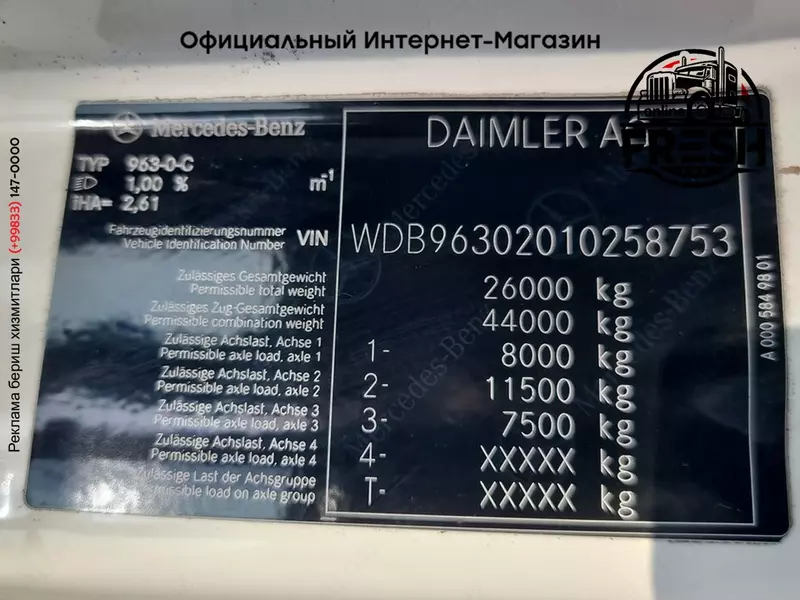 Официальный Интернет-Магазин
online
FRESH
Реклама бериш хизмитлари (+99833) 147-0000
Mercedes-Benz
DAIMLER A
TYP 963-0-C
1,00 % m-1
iHA= 2,61
Fahrzeugidentifizierungsnummer
Vehicle Identification Number VIN WDB96302010258753
Zulässiges Gesamtgewicht
Permissible total weight 26000 kg
Zulässiges Zug-Gesamtgewicht
Permissible combination weight 44000 kg
Zulässige Achslast, Achse 1
Permissible axle load, axle 1 1- 8000 kg
Zulässige Achslast, Achse 2
Permissible axle load, axle 2 2- 11500 kg
Zulässige Achslast, Achse 3
Permissible axle load, axle 3 3- 7500 kg
Zulässige Achslast, Achse 4
Permissible axle load, axle 4 4- XXXXX kg
Zulässige Last der Achsgruppe
Permissible load on axle group T- XXXXX kg
A 000 584 98 01